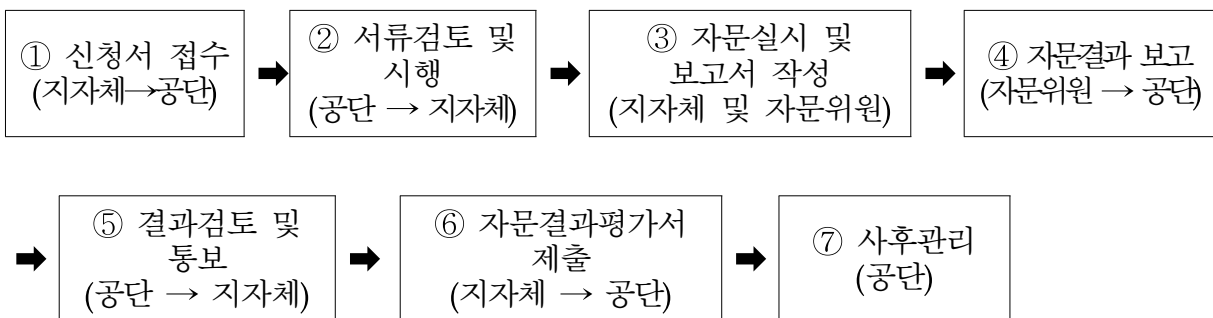 ① 신청서 접수
(지자체→공단)
➡
② 서류검토 및
시행
(공단 → 지자체)
➡
③ 자문실시 및
보고서 작성
(지자체 및 자문위원)
➡
④ 자문결과 보고
(자문위원 → 공단)
➡
⑤ 결과검토 및
통보
(공단 → 지자체)
➡
⑥ 자문결과평가서
제출
(지자체 → 공단)
➡
⑦ 사후관리
(공단)